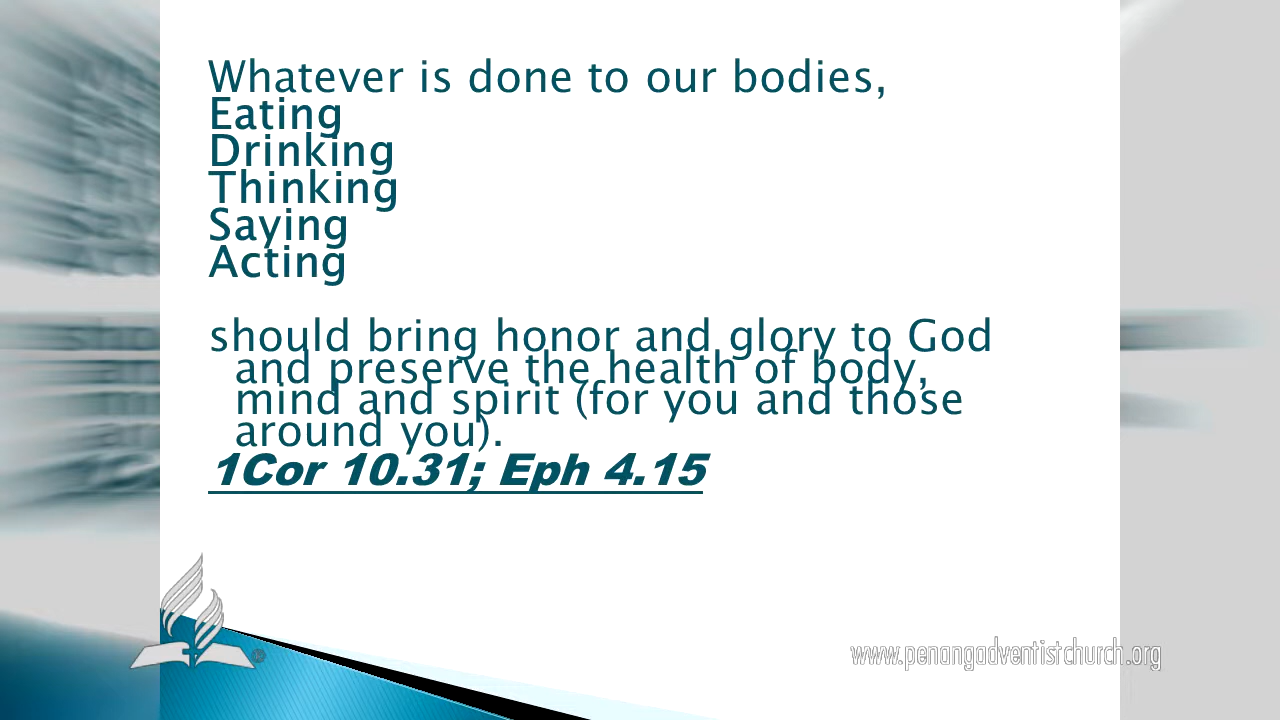 Whatever is done to our bodies,
Eating
Drinking
Thinking
Saying
Acting
should bring honor and glory to God
and preserve the health of body,
mind and spirit (for you and those
around you).
1Cor 10.31; Eph 4.15
www.penangadventistchurch.org